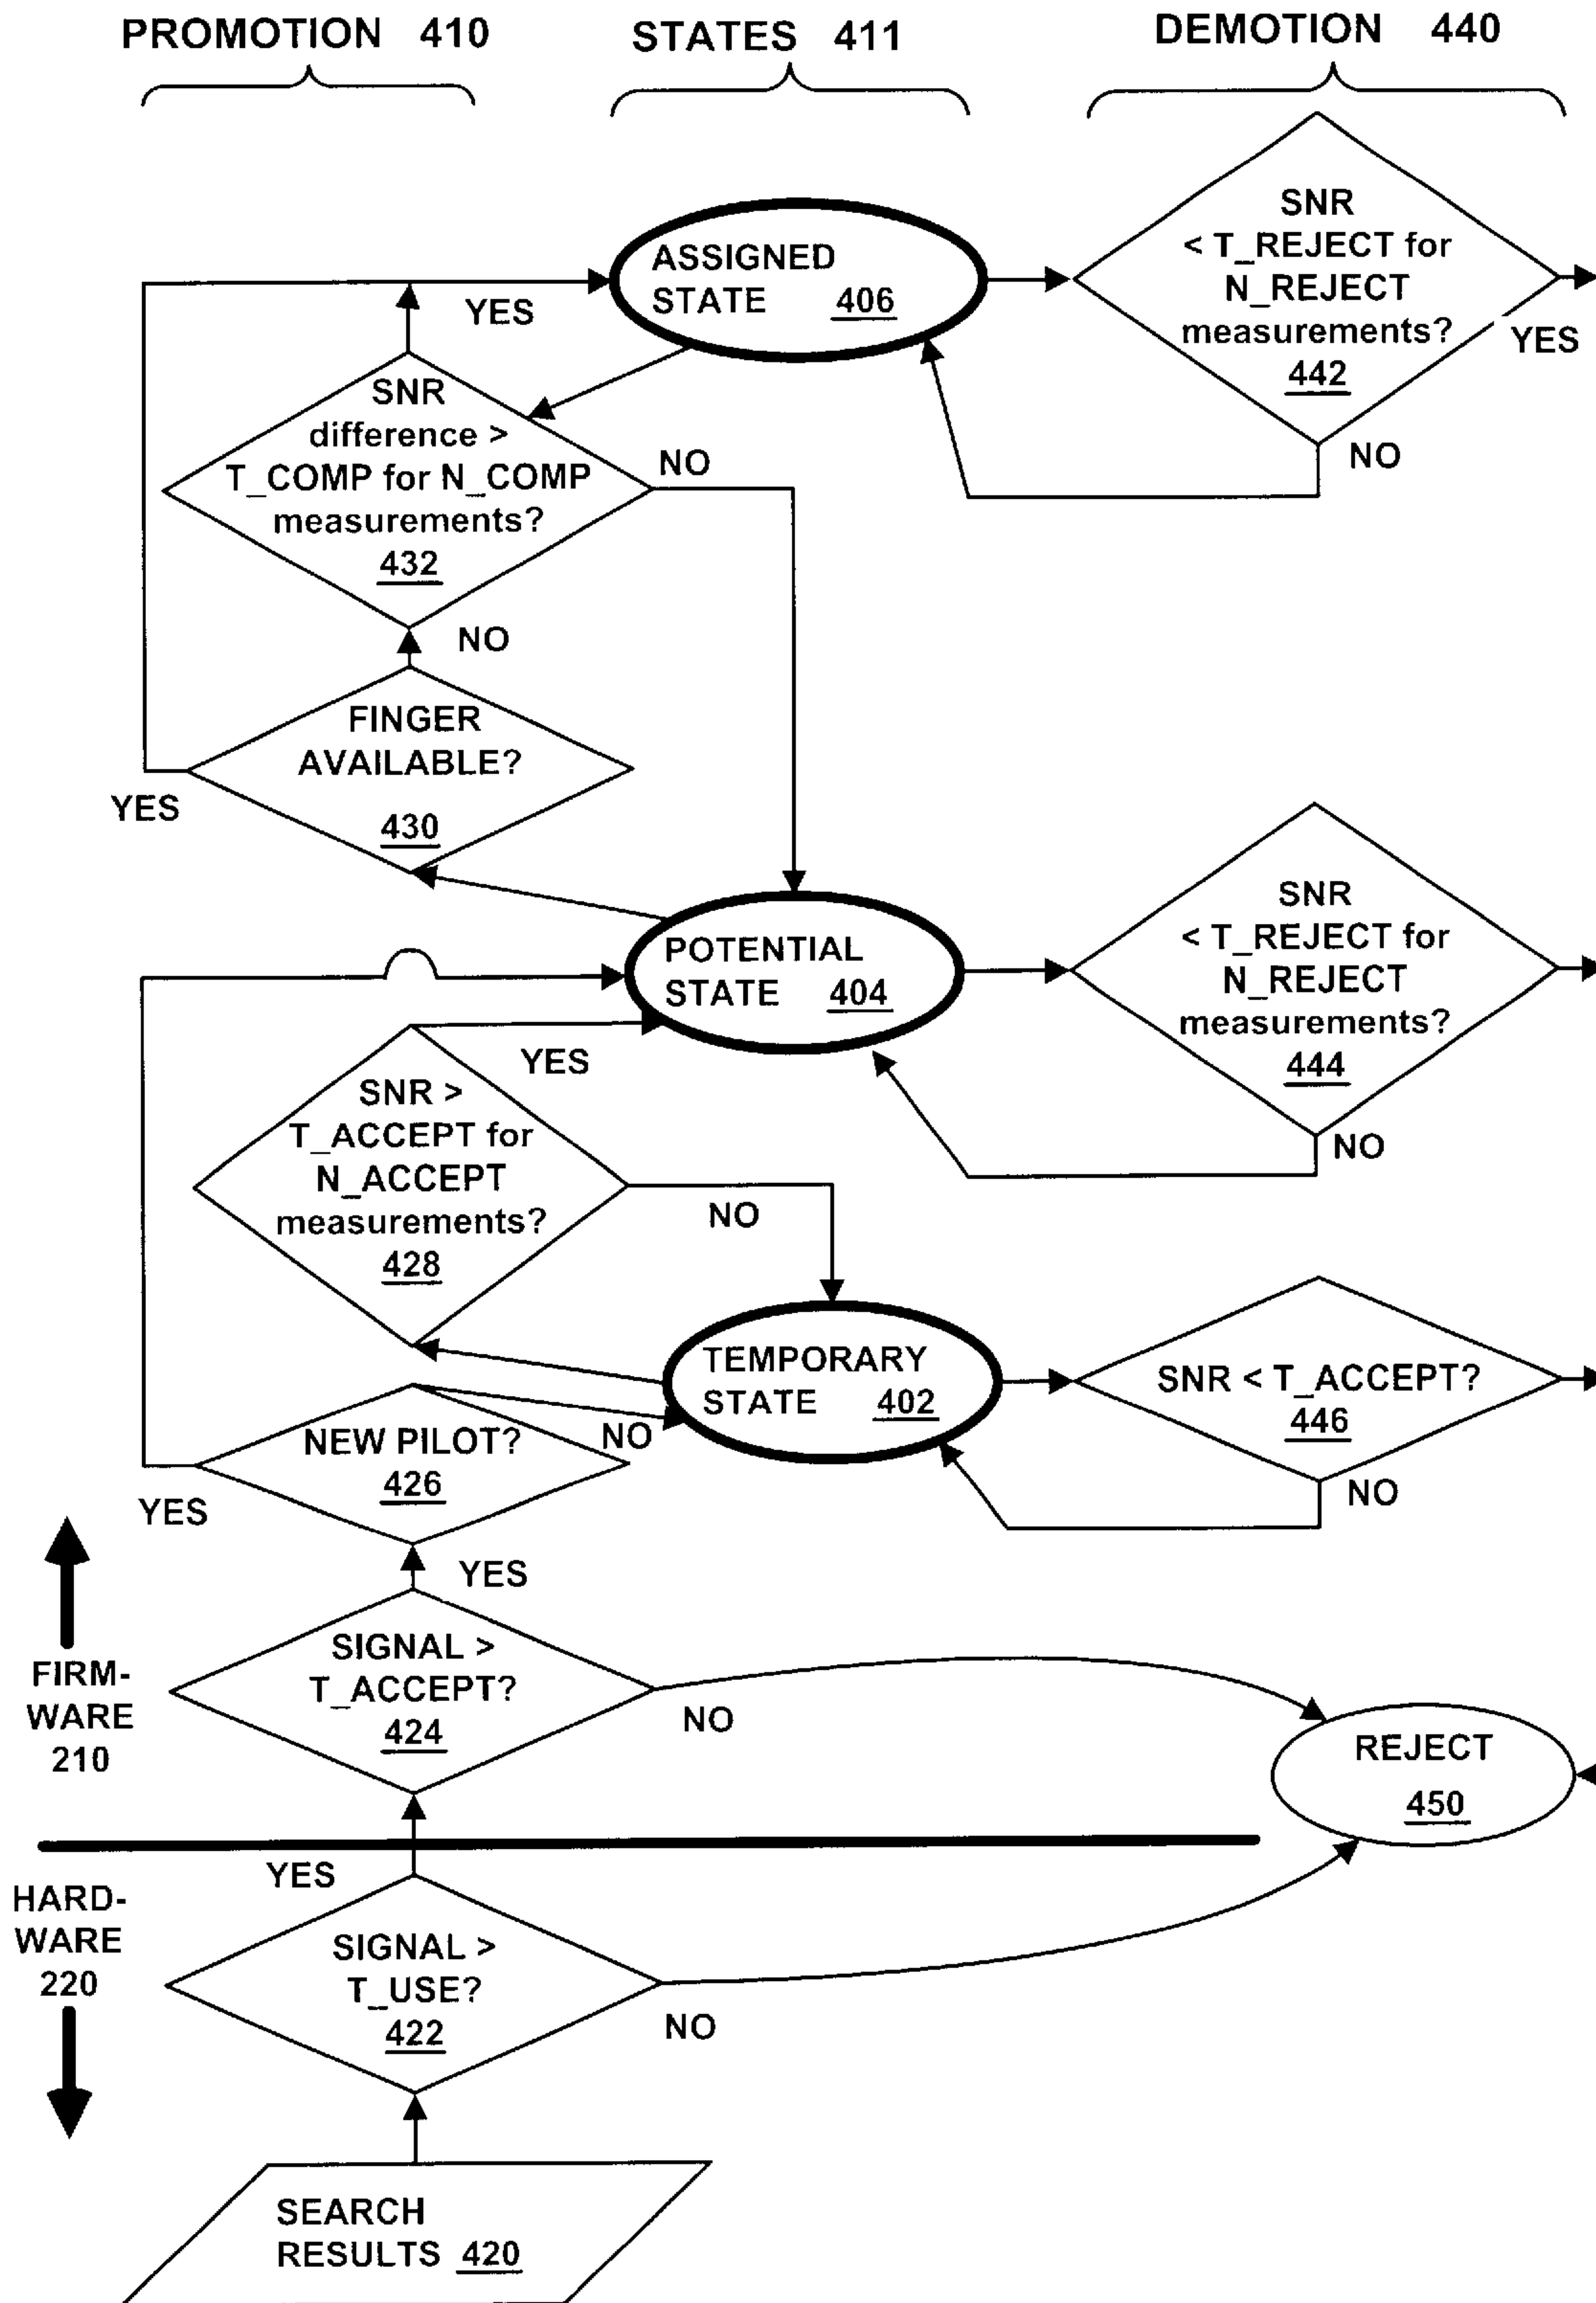 PROMOTION 410
STATES 411
DEMOTION 440
SNR
< T_REJECT for
N_REJECT
measurements?
442
YES
NO
ASSIGNED
STATE 406
YES
SNR
difference >
T_COMP for N_COMP
measurements?
432
NO
NO
FINGER
AVAILABLE?
430
YES
POTENTIAL
STATE 404
SNR
< T_REJECT for
N_REJECT
measurements?
444
NO
YES
SNR >
T_ACCEPT for
N_ACCEPT
measurements?
428
NO
TEMPORARY
STATE 402
SNR < T_ACCEPT?
446
NO
NEW PILOT?
426
NO
YES
YES
FIRM-
WARE
210
SIGNAL >
T_ACCEPT?
424
NO
REJECT
450
YES
HARD-
WARE
220
SIGNAL >
T_USE?
422
NO
SEARCH
RESULTS 420